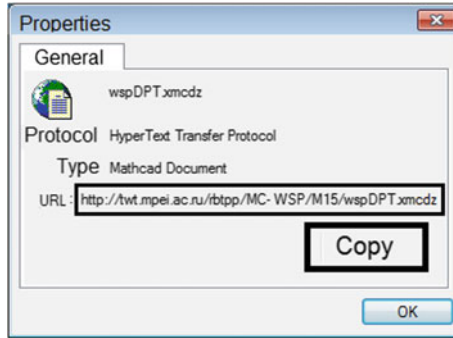 Properties
General
wspDPT.xmcdz
Protocol HyperText Transfer Protocol
Type Mathcad Document
URL: http://twt.mpei.ac.ru/rbtpp/MC- WSP/M15/wspDPT.xmcdz
Copy
OK